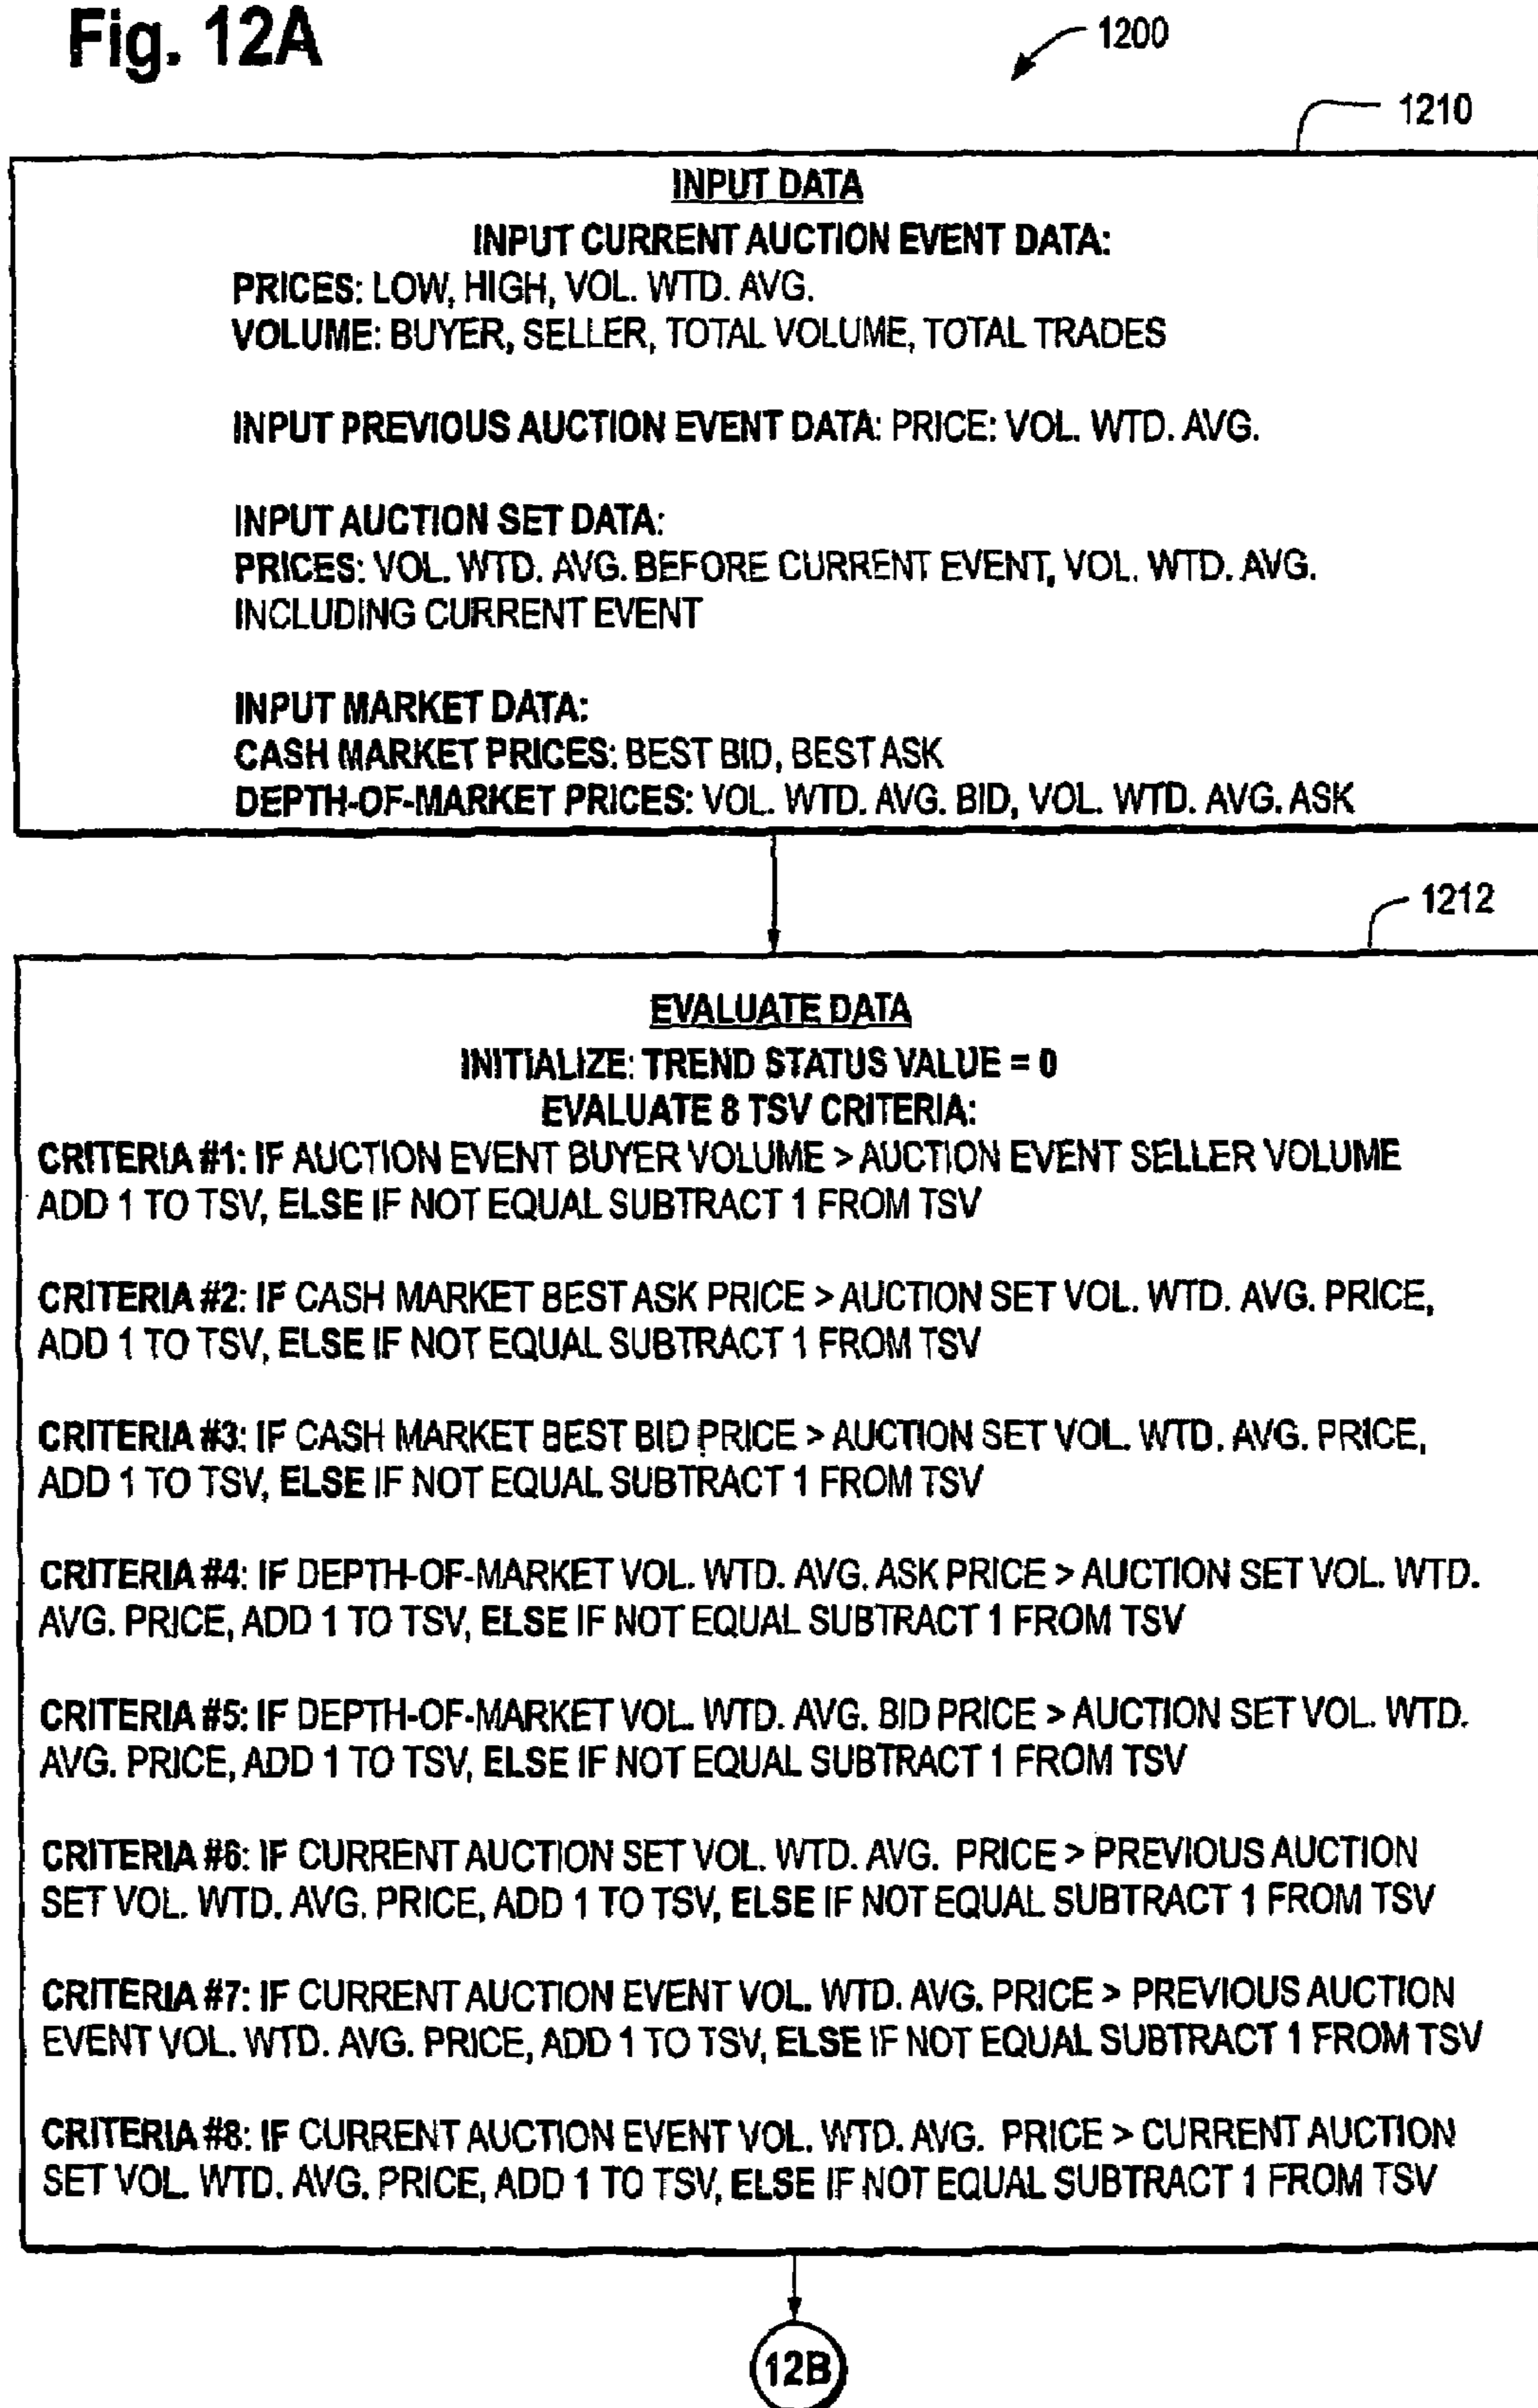 Fig. 12A
1200
1210
INPUT DATA
INPUT CURRENT AUCTION EVENT DATA:
PRICES: LOW, HIGH, VOL. WTD. AVG.
VOLUME: BUYER, SELLER, TOTAL VOLUME, TOTAL TRADES
INPUT PREVIOUS AUCTION EVENT DATA: PRICE: VOL. WTD. AVG.
INPUT AUCTION SET DATA:
PRICES: VOL. WTD. AVG. BEFORE CURRENT EVENT, VOL. WTD. AVG.
INCLUDING CURRENT EVENT
INPUT MARKET DATA:
CASH MARKET PRICES: BEST BID, BEST ASK
DEPTH-OF-MARKET PRICES: VOL. WTD. AVG. BID, VOL. WTD. AVG. ASK
1212
EVALUATE DATA
INITIALIZE: TREND STATUS VALUE = 0
EVALUATE 8 TSV CRITERIA:
CRITERIA #1: IF AUCTION EVENT BUYER VOLUME > AUCTION EVENT SELLER VOLUME
ADD 1 TO TSV, ELSE IF NOT EQUAL SUBTRACT 1 FROM TSV
CRITERIA #2: IF CASH MARKET BEST ASK PRICE > AUCTION SET VOL. WTD. AVG. PRICE,
ADD 1 TO TSV, ELSE IF NOT EQUAL SUBTRACT 1 FROM TSV
CRITERIA #3: IF CASH MARKET BEST BID PRICE > AUCTION SET VOL. WTD. AVG. PRICE,
ADD 1 TO TSV, ELSE IF NOT EQUAL SUBTRACT 1 FROM TSV
CRITERIA #4: IF DEPTH-OF-MARKET VOL. WTD. AVG. ASK PRICE > AUCTION SET VOL. WTD.
AVG. PRICE, ADD 1 TO TSV, ELSE IF NOT EQUAL SUBTRACT 1 FROM TSV
CRITERIA #5: IF DEPTH-OF-MARKET VOL. WTD. AVG. BID PRICE > AUCTION SET VOL. WTD.
AVG. PRICE, ADD 1 TO TSV, ELSE IF NOT EQUAL SUBTRACT 1 FROM TSV
CRITERIA #6: IF CURRENT AUCTION SET VOL. WTD. AVG. PRICE > PREVIOUS AUCTION
SET VOL. WTD. AVG. PRICE, ADD 1 TO TSV, ELSE IF NOT EQUAL SUBTRACT 1 FROM TSV
CRITERIA #7: IF CURRENT AUCTION EVENT VOL. WTD. AVG. PRICE > PREVIOUS AUCTION
EVENT VOL. WTD. AVG. PRICE, ADD 1 TO TSV, ELSE IF NOT EQUAL SUBTRACT 1 FROM TSV
CRITERIA #8: IF CURRENT AUCTION EVENT VOL. WTD. AVG. PRICE > CURRENT AUCTION
SET VOL. WTD. AVG. PRICE, ADD 1 TO TSV, ELSE IF NOT EQUAL SUBTRACT 1 FROM TSV
12B